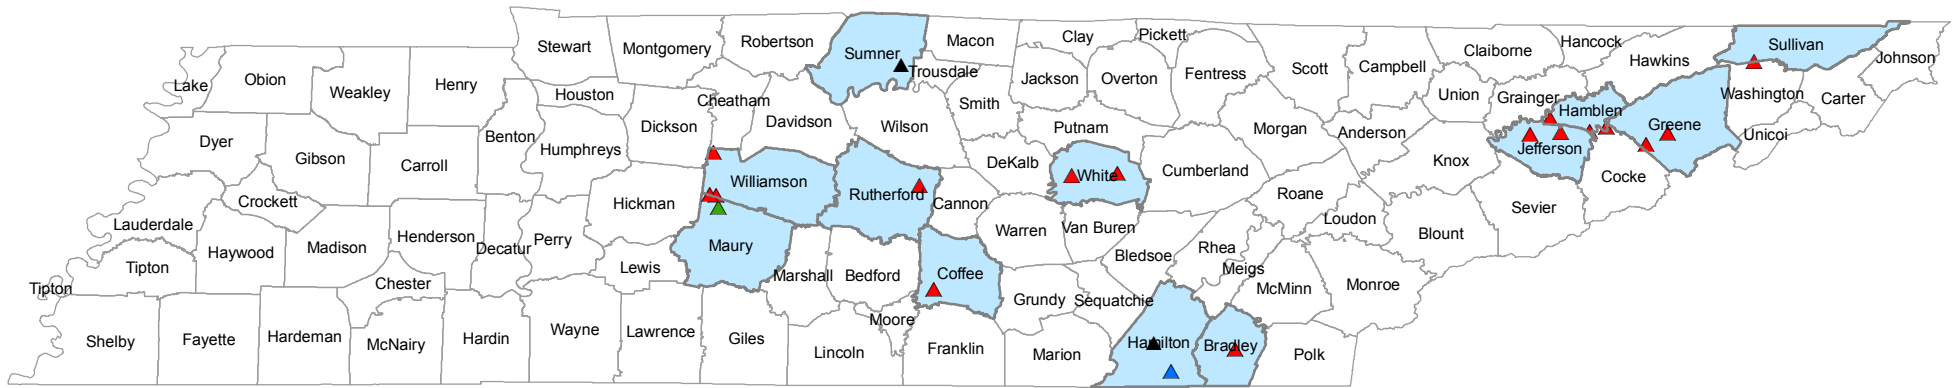 Stewart
Montgomery
Robertson
Sumner
Macon
Clay
Pickett
Claiborne
Hancock
Sullivan
Johnson
Lake
Obion
Weakley
Henry
Houston
Cheatham
Trousdale
Jackson
Overton
Fentress
Scott
Campbell
Hawkins
Union
Grainger
Hamblen
Washington
Carter
Dyer
Gibson
Carroll
Benton
Humphreys
Dickson
Davidson
Wilson
Smith
Putnam
Morgan
Anderson
Greene
Unicoi
Crockett
Hickman
Williamson
Rutherford
DeKalb
White
Cumberland
Knox
Jefferson
Cocke
Lauderdale
Haywood
Madison
Henderson
Decatur
Perry
Maury
Cannon
Warren
Van Buren
Roane
Loudon
Blount
Sevier
Tipton
Tipton
Chester
Lewis
Marshall
Bedford
Coffee
Grundy
Sequatchie
Bledsoe
Rhea
Meigs
McMinn
Monroe
Shelby
Fayette
Hardeman
McNairy
Hardin
Wayne
Lawrence
Giles
Lincoln
Moore
Franklin
Marion
Hamilton
Bradley
Polk